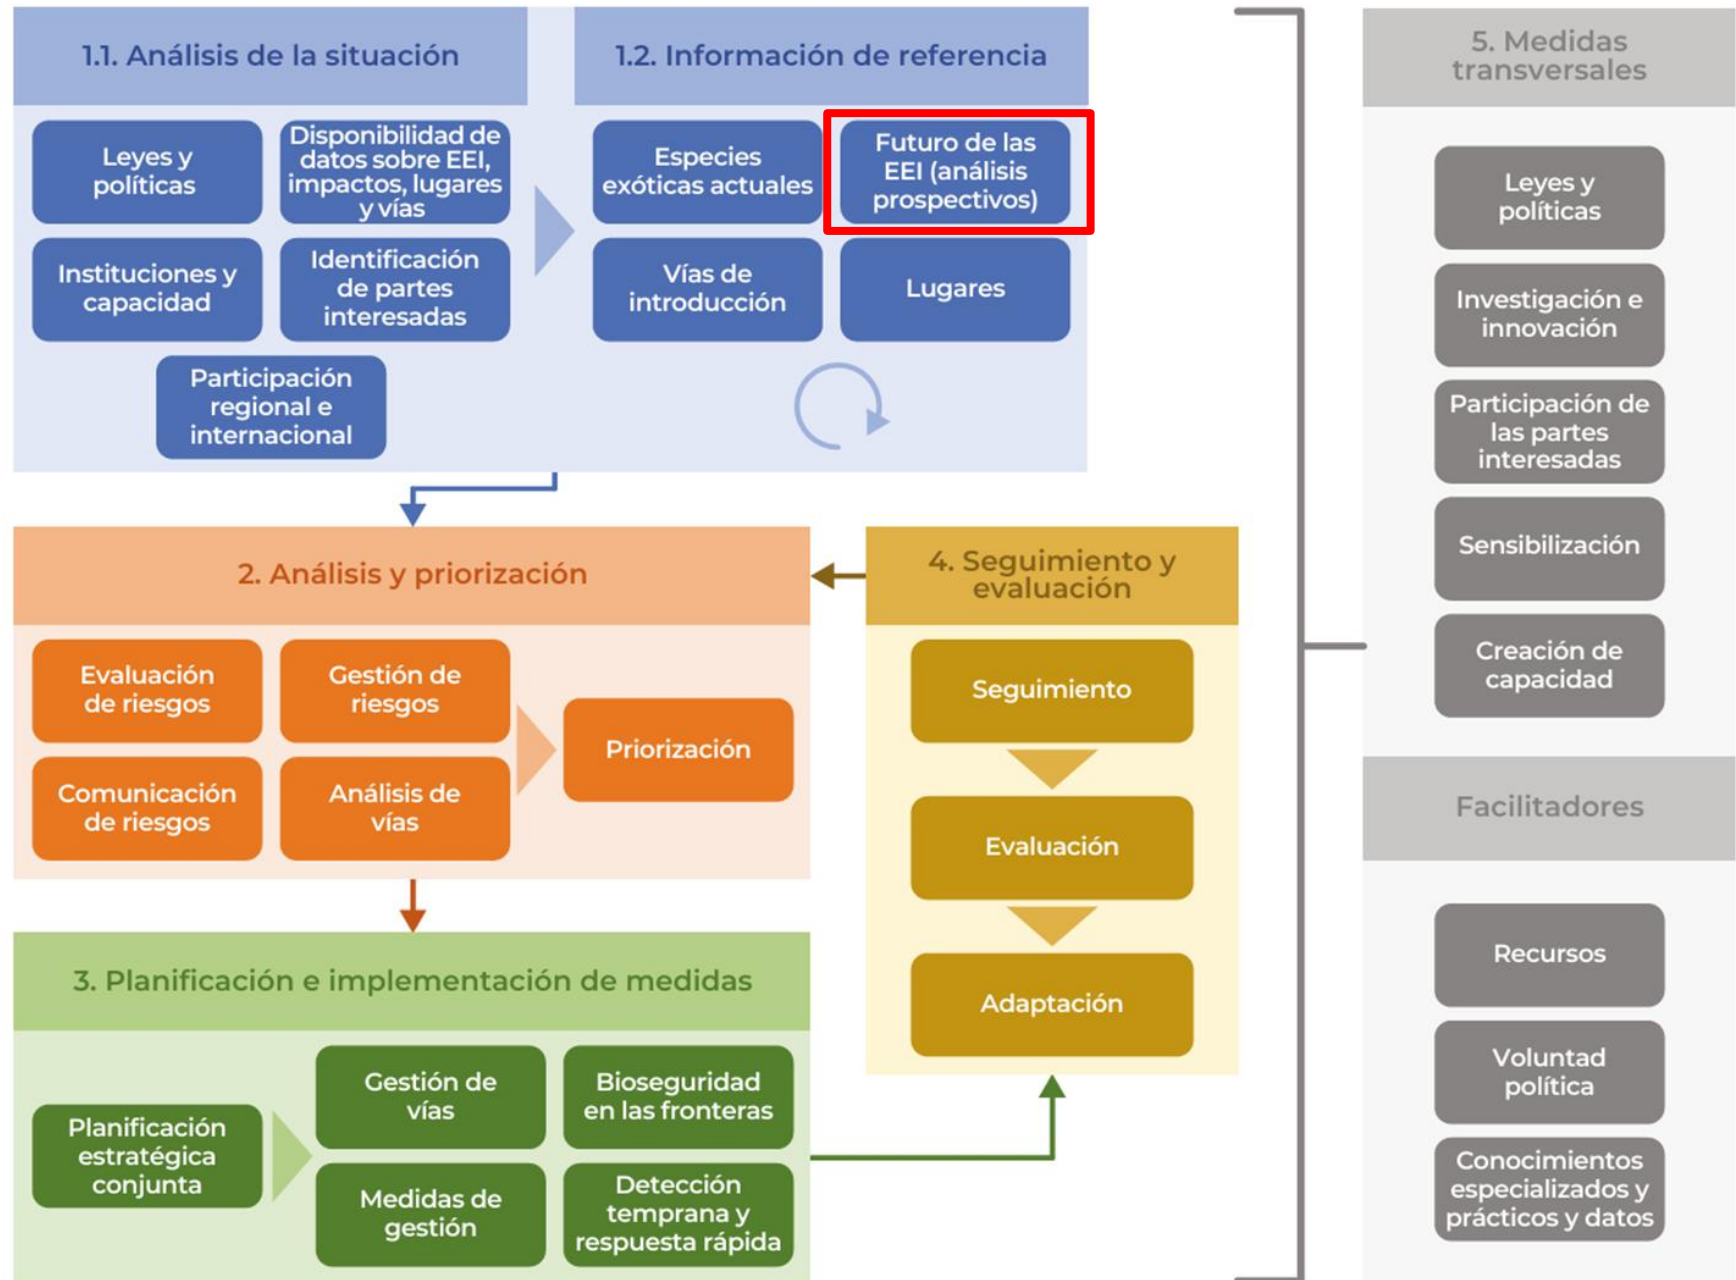 1.1. Análisis de la situación
Leyes y
políticas
Disponibilidad de
datos sobre EEI,
impactos, lugares
y vías
Instituciones y
capacidad
Identificación
de partes
interesadas
Participación
regional e
internacional
1.2. Información de referencia
Especies
exóticas actuales
Futuro de las
EEI (análisis
prospectivos)
Vías de
introducción
Lugares
2. Análisis y priorización
Evaluación
de riesgos
Gestión de
riesgos
Comunicación
de riesgos
Análisis de
vías
Priorización
3. Planificación e implementación de medidas
Planificación
estratégica
conjunta
Gestión de
vías
Bioseguridad
en las fronteras
Medidas de
gestión
Detección
temprana y
respuesta rápida
4. Seguimiento y
evaluación
Seguimiento
Evaluación
Adaptación
5. Medidas
transversales
Leyes y
políticas
Investigación e
innovación
Participación de
las partes
interesadas
Sensibilización
Creación de
capacidad
Facilitadores
Recursos
Voluntad
política
Conocimientos
especializados y
prácticos y datos